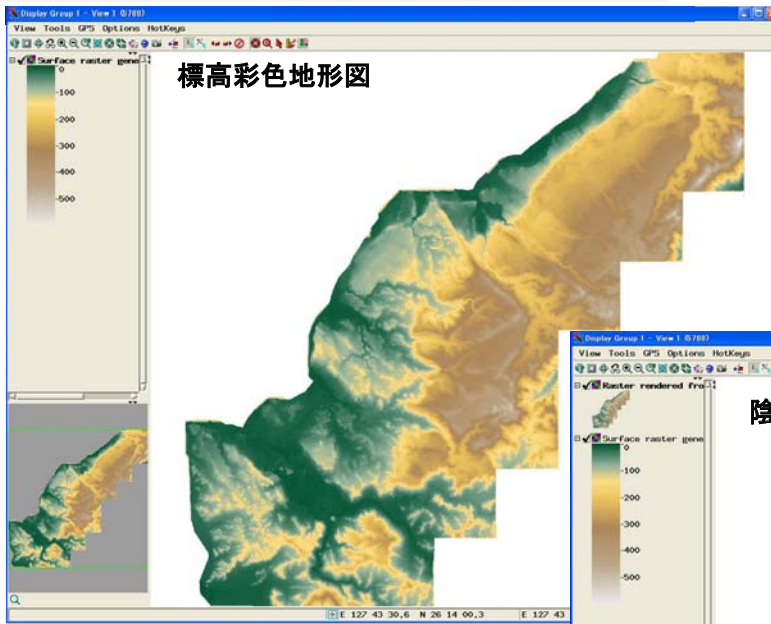 Display Group 1 - View 1 (5788)
View Tools GPS Options HotKeys
Surface raster gene
0
-100
-200
-300
-400
-500
標高彩色地形図
E 127 43 30.6 N 26 14 00.3 E 127 43
Display Group 1 - View 1 (5788)
View Tools GPS Options HotKeys
Raster rendered fro
Surface raster gene
0
-100
-200
-300
-400
-500
陰